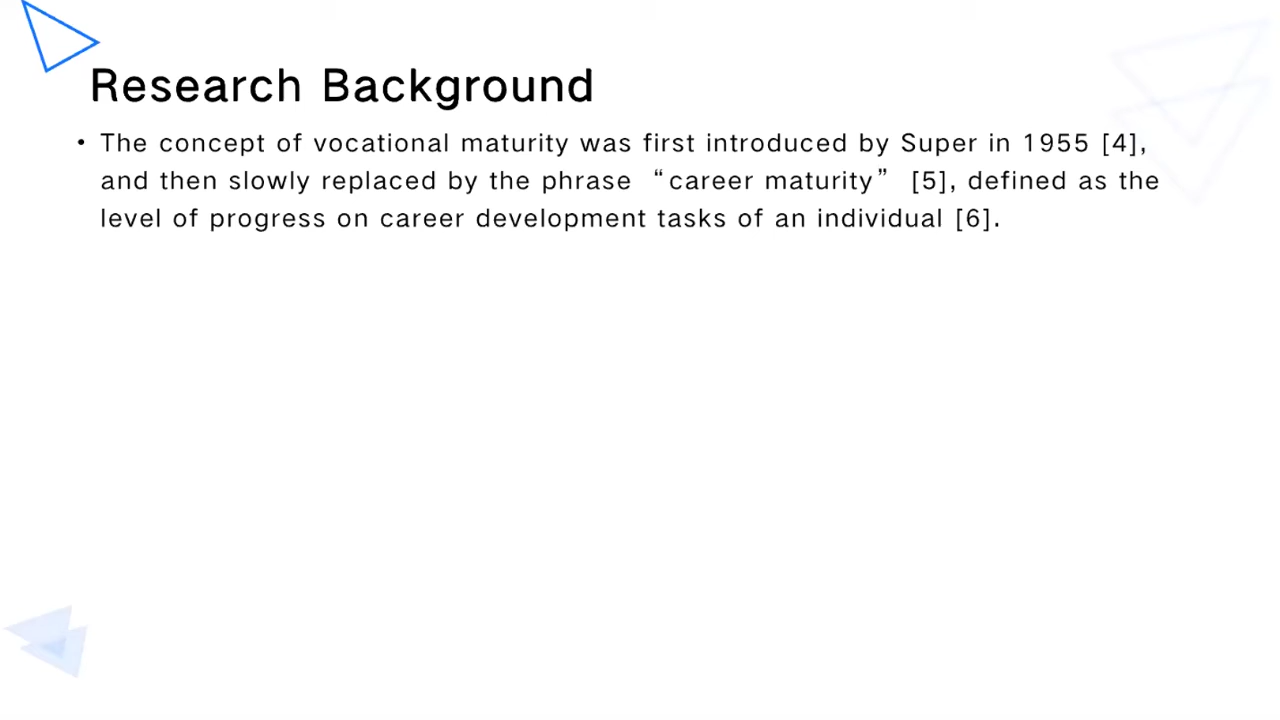 Research Background
• The concept of vocational maturity was first introduced by Super in 1955 [4],
and then slowly replaced by the phrase “career maturity” [5], defined as the
level of progress on career development tasks of an individual [6].